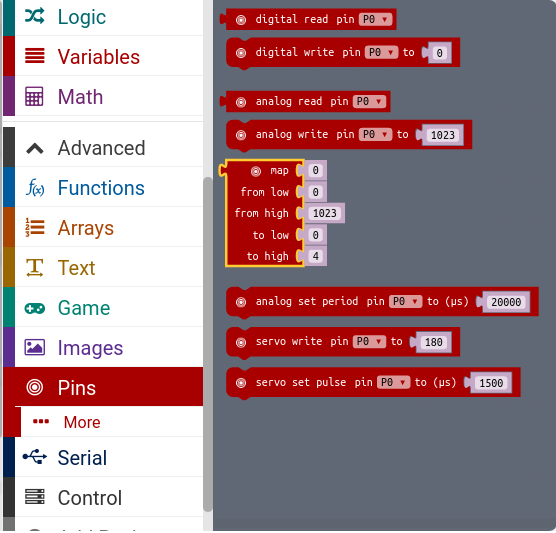 Logic
Variables
Math
Advanced
Functions
Arrays
Text
Game
Images
Pins
More
Serial
Control
digital read pin P0
digital write pin P0 to 0
analog read pin P0
analog write pin P0 to 1023
map 0
from low 0
from high 1023
to low 0
to high 4
analog set period pin P0 to (µs) 20000
servo write pin P0 to 180
servo set pulse pin P0 to (µs) 1500